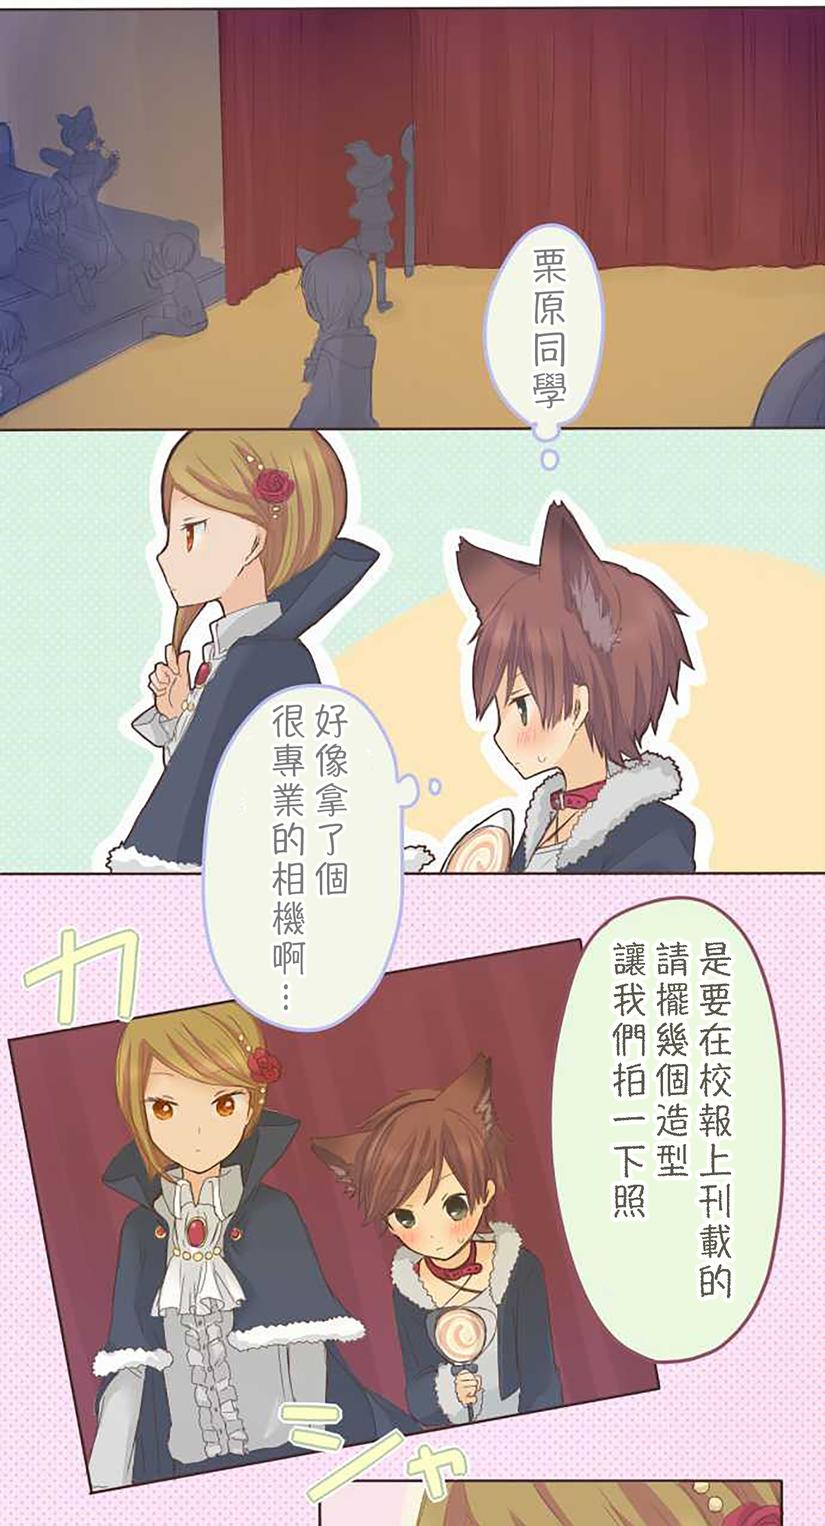 栗原同學
好像拿了個
很專業的相機啊…
是要在校報上刊載的
請擺幾個造型
讓我們拍一下照
カ
シャ